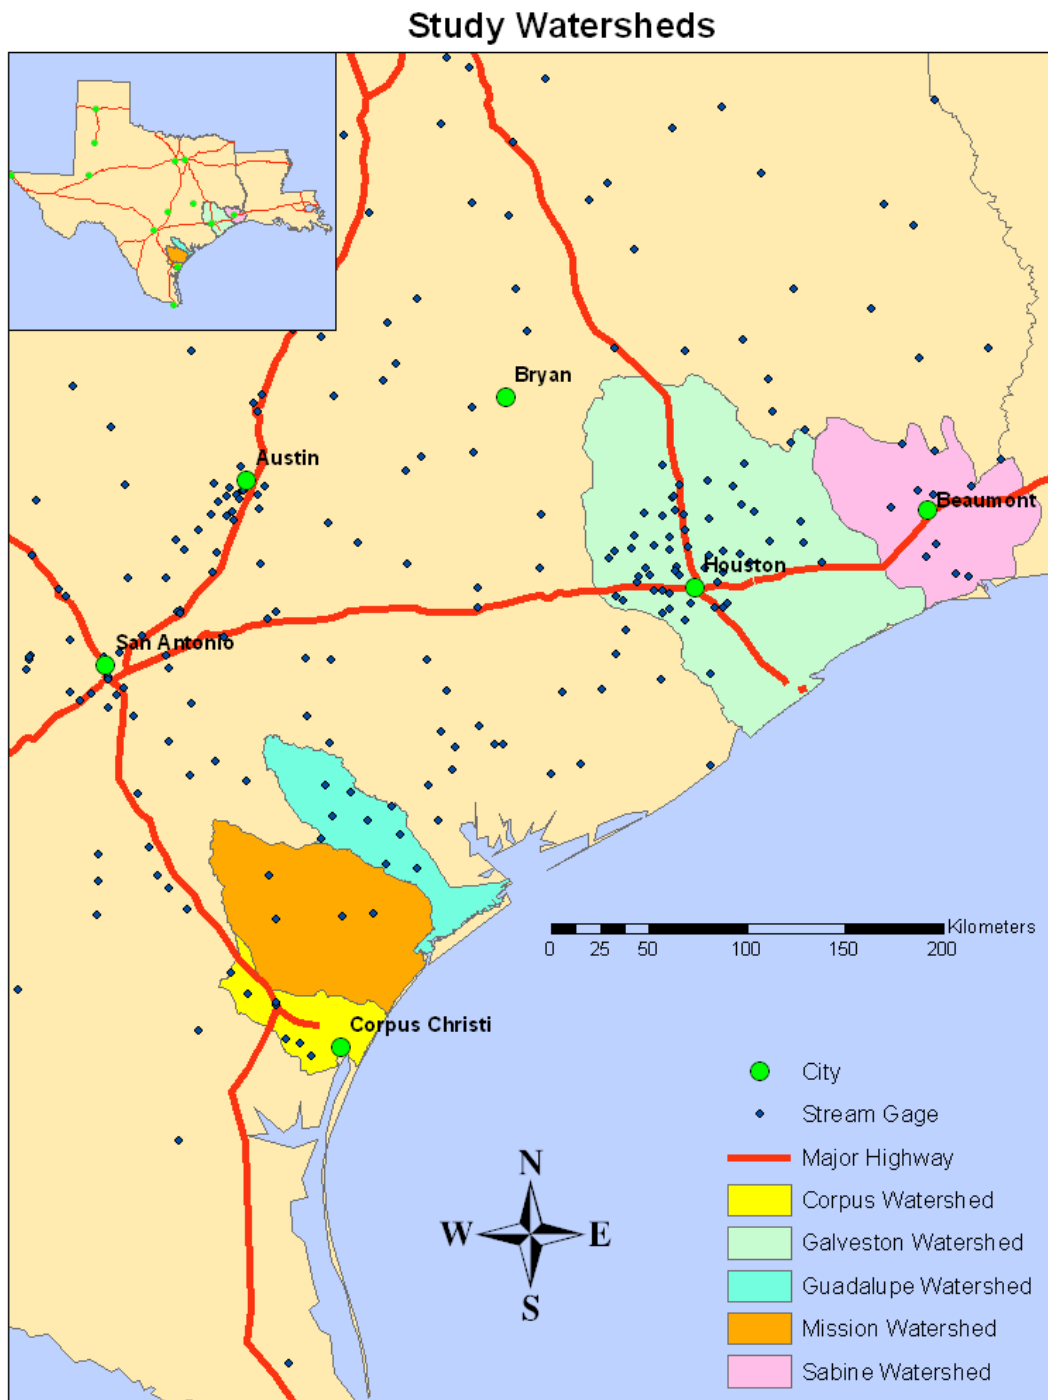 Study Watersheds
Bryan
Austin
Beaumont
Houston
San Antonio
Kilometers
0 25 50 100 150 200
Corpus Christi
City
Stream Gage
Major Highway
Corpus Watershed
Galveston Watershed
Guadalupe Watershed
Mission Watershed
Sabine Watershed
N
W E
S